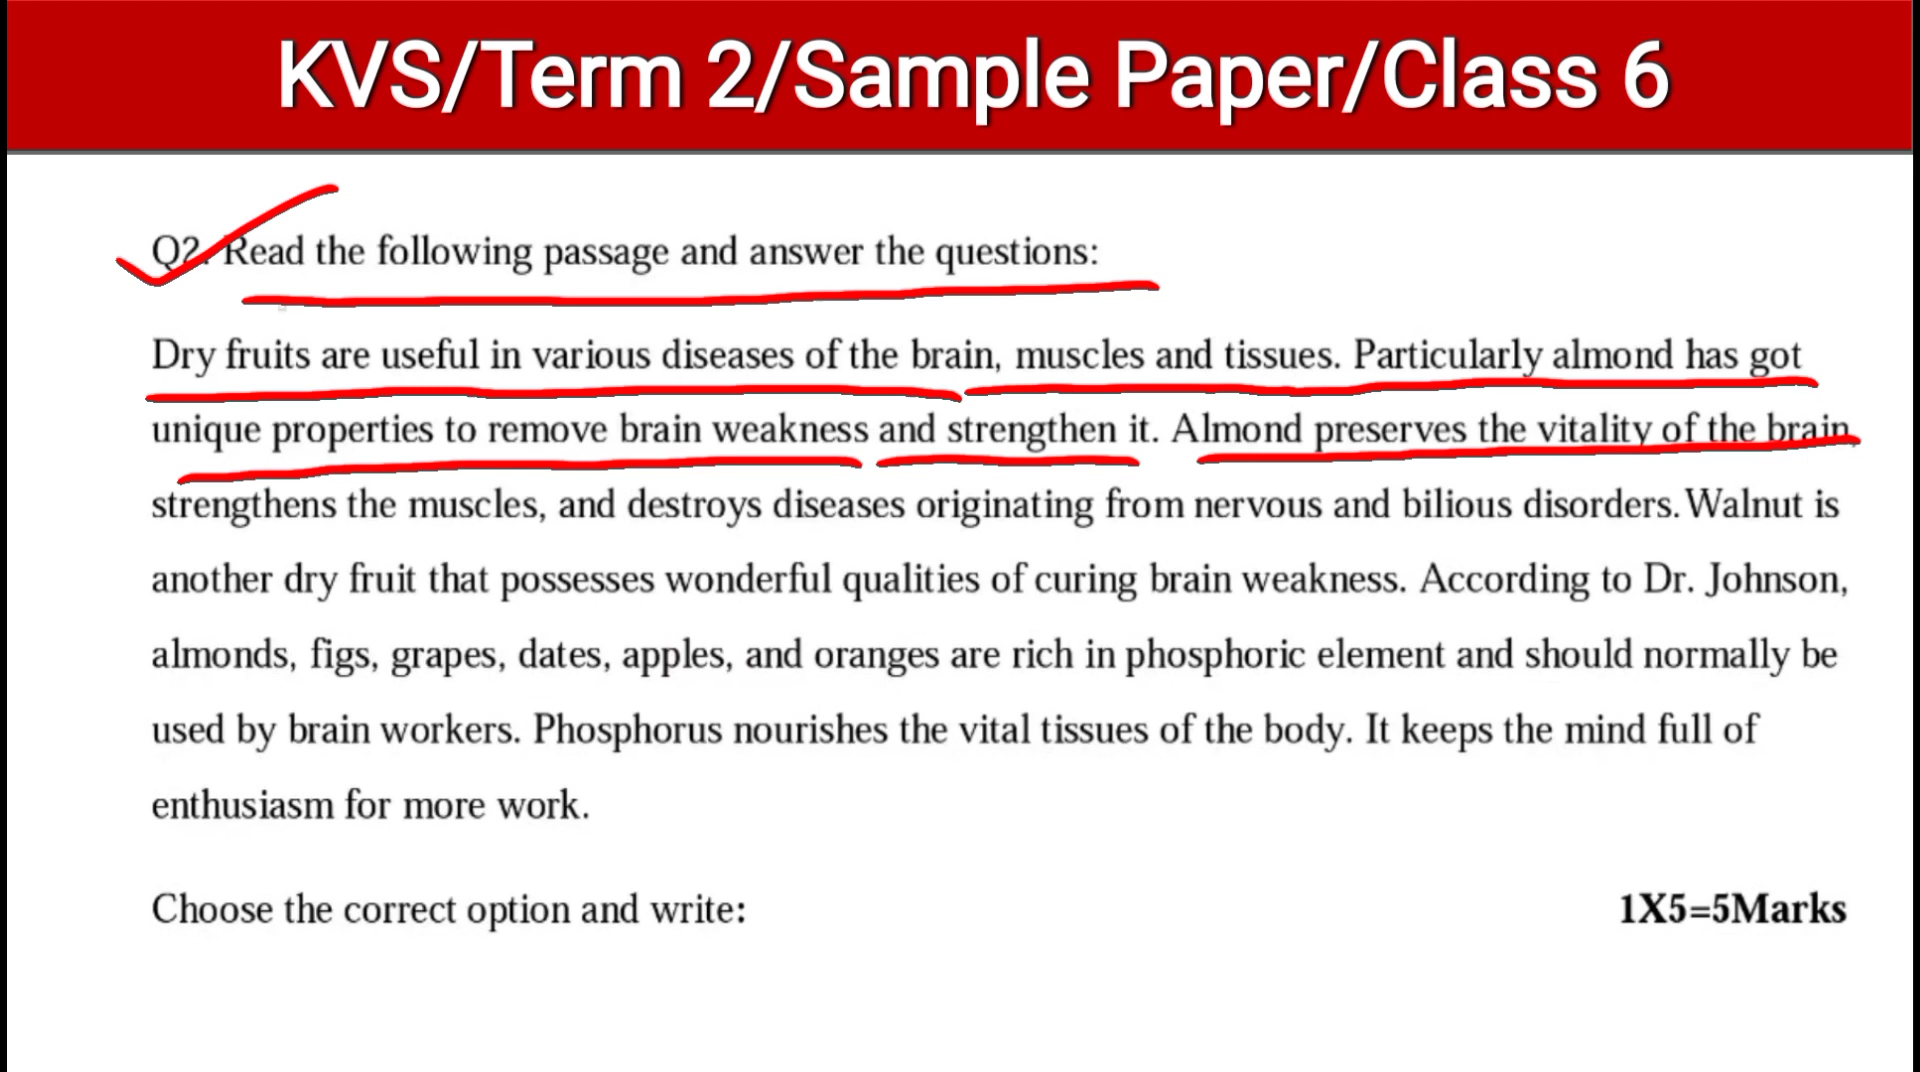 KVS/Term 2/Sample Paper/Class 6
Q2. Read the following passage and answer the questions:
Dry fruits are useful in various diseases of the brain, muscles and tissues. Particularly almond has got
unique properties to remove brain weakness and strengthen it. Almond preserves the vitality of the brain,
strengthens the muscles, and destroys diseases originating from nervous and bilious disorders. Walnut is
another dry fruit that possesses wonderful qualities of curing brain weakness. According to Dr. Johnson,
almonds, figs, grapes, dates, apples, and oranges are rich in phosphoric element and should normally be
used by brain workers. Phosphorus nourishes the vital tissues of the body. It keeps the mind full of
enthusiasm for more work.
Choose the correct option and write: 1X5=5Marks